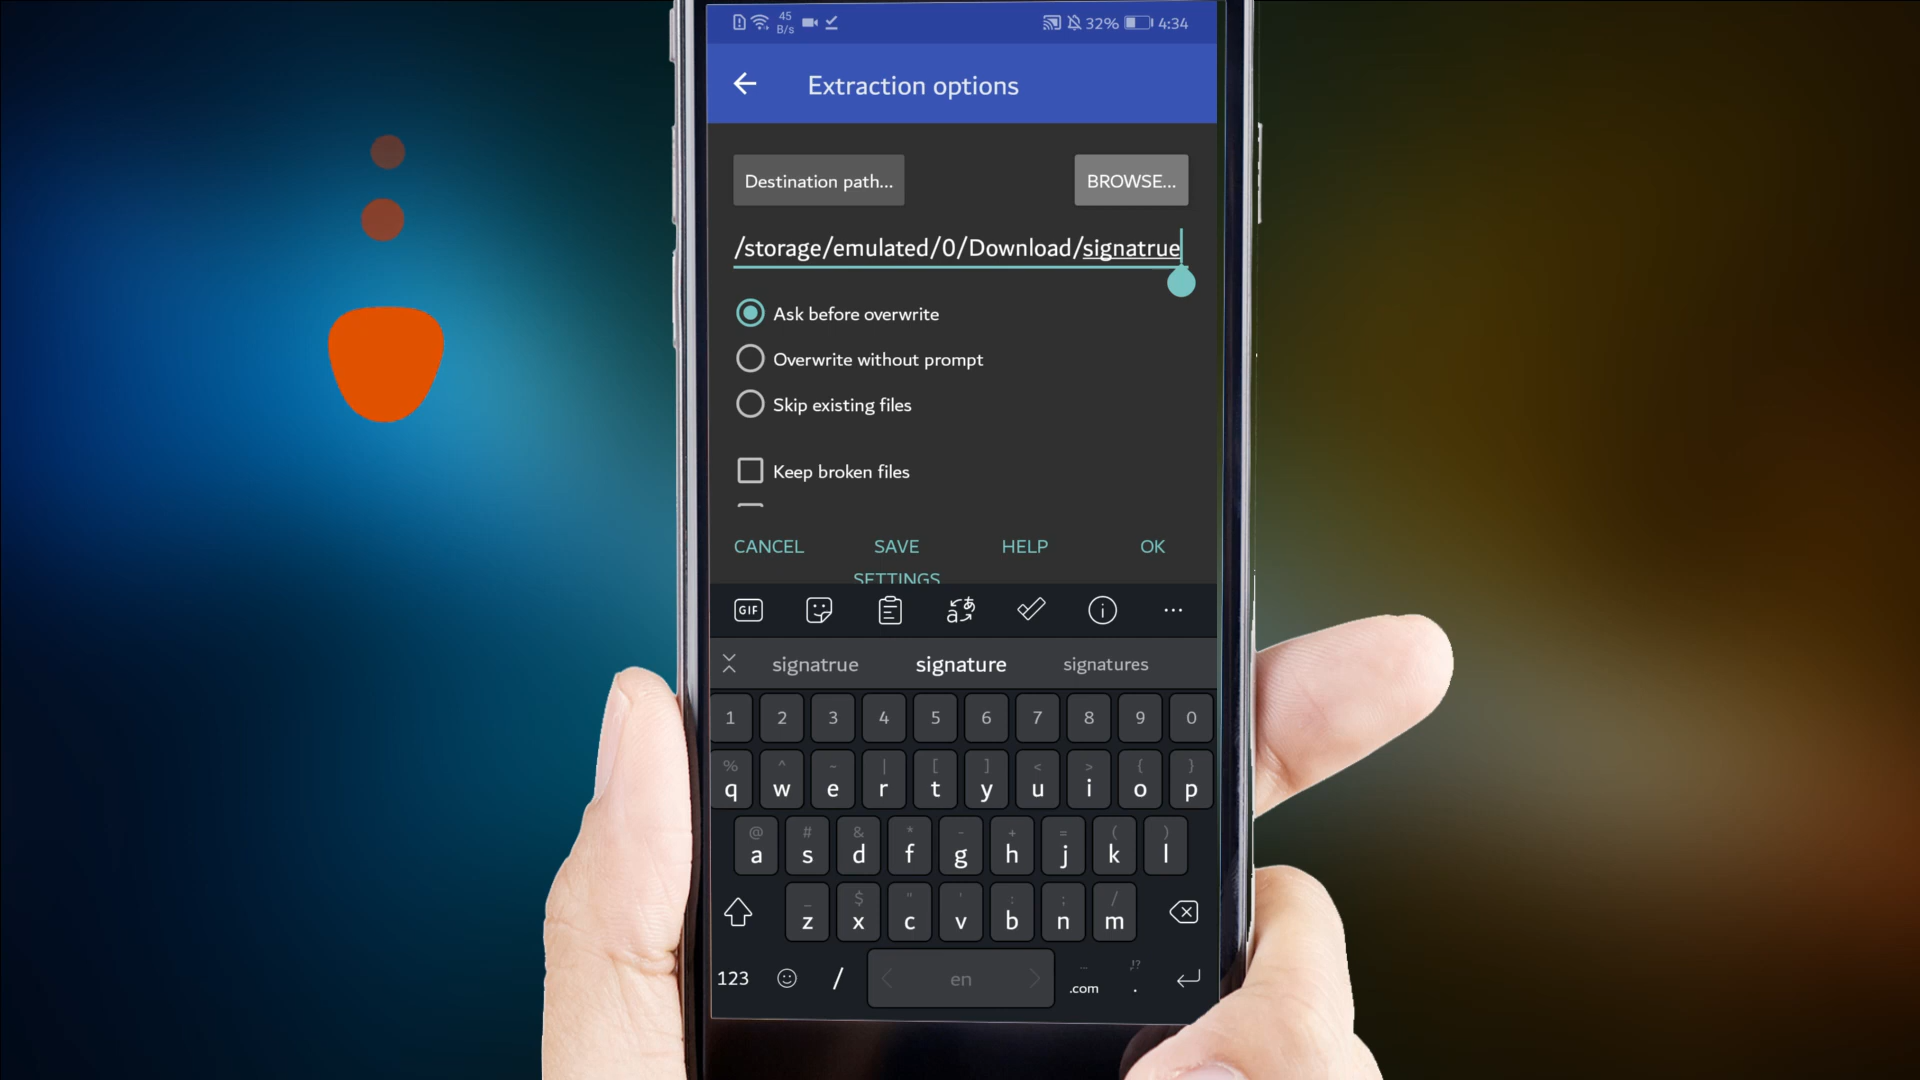 45
B/s
32% 4:34
Extraction options
Destination path... BROWSE...
/storage/emulated/0/Download/signatrue
Ask before overwrite
Overwrite without prompt
Skip existing files
Keep broken files
CANCEL SAVE HELP OK
SETTINGS
GIF
signatrue signature signatures
1 2 3 4 5 6 7 8 9 0
% ^ ~ | [ ] < > { }
q w e r t y u i o p
@ # & * - + = ( )
a s d f g h j k l
_ $ " ' : ; /
z x c v b n m
123 / en .com .
,!?